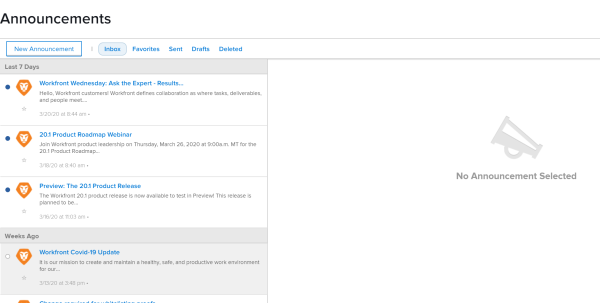 Announcements
New Announcement | Inbox Favorites Sent Drafts Deleted
Last 7 Days
Workfront Wednesday: Ask the Expert - Results...
Hello, Workfront customers! Workfront defines collaboration as where tasks, deliverables,
and people meet....
3/20/20 at 8:44 am •
20.1 Product Roadmap Webinar
Join Workfront product leadership on Thursday, March 26, 2020 at 9:00a.m. MT for the
20.1 Product Roadmap...
3/18/20 at 8:40 am •
Preview: The 20.1 Product Release
The Workfront 20.1 product release is now available to test in Preview! This release is
planned to be...
3/16/20 at 11:03 am •
No Announcement Selected
Weeks Ago
Workfront Covid-19 Update
It is our mission to create and maintain a healthy, safe, and productive work environment
for our...
3/13/20 at 3:48 pm •